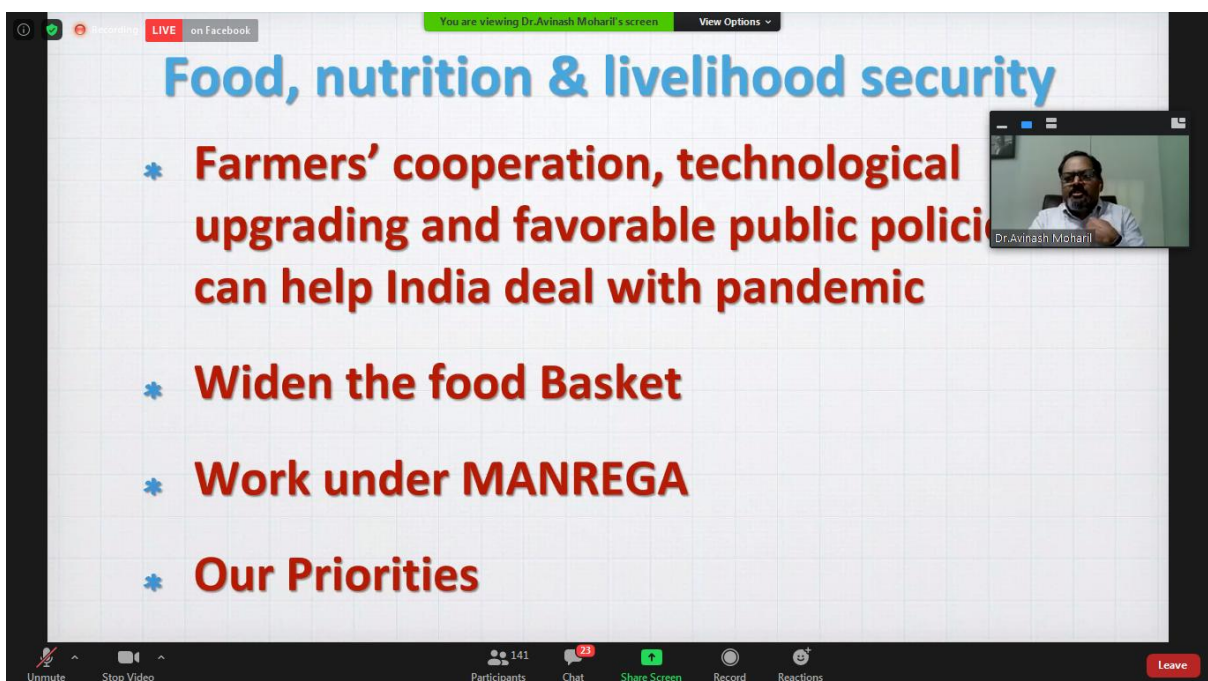 Recording
LIVE on Facebook
You are viewing Dr.Avinash Moharil's screen
View Options
Food, nutrition & livelihood security
Farmers' cooperation, technological
upgrading and favorable public
can help India deal with pandemic
Widen the food Basket
Work under MANREGA
Our Priorities
Dr.Avinash Moharil
Unmute
Stop Video
141
Participants
23
Chat
Share Screen
Record
Reactions
Leave